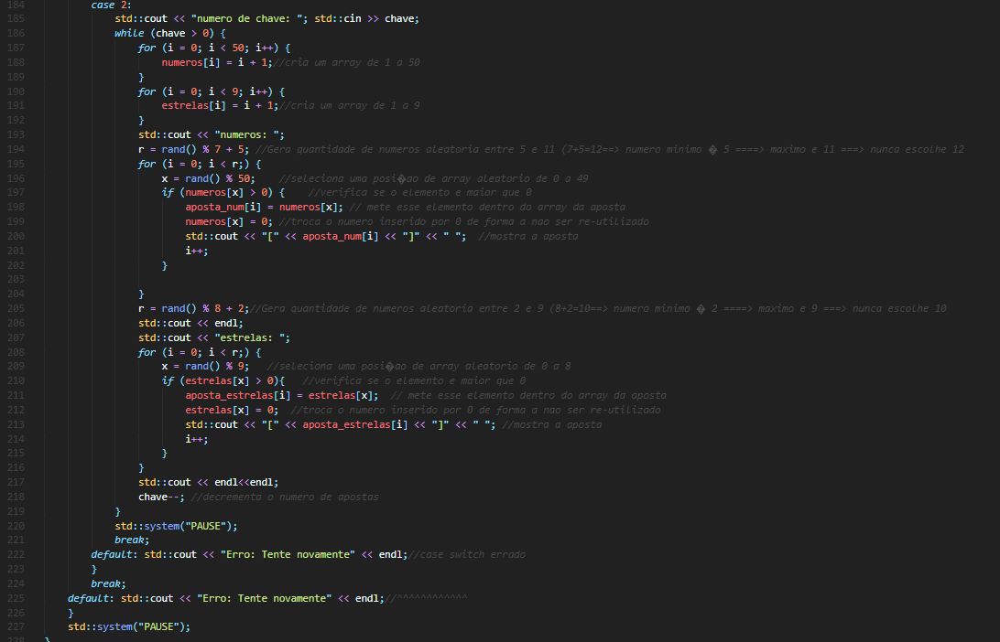 184 case 2:
185 std::cout << "numero de chave: "; std::cin >> chave;
186 while (chave > 0) {
187 for (i = 0; i < 50; i++) {
188 numeros[i] = i + 1;//cria um array de 1 a 50
189 }
190 for (i = 0; i < 9; i++) {
191 estrelas[i] = i + 1;//cria um array de 1 a 9
192 }
193 std::cout << "numeros: ";
194 r = rand() % 7 + 5; //Gera quantidade de numeros aleatoria entre 5 e 11 (7+5=12==> numero minimo � 5 ====> maximo e 11 ===> nunca escolhe 12
195 for (i = 0; i < r;) {
196 x = rand() % 50; //seleciona uma posi�ao de array aleatorio de 0 a 49
197 if (numeros[x] > 0) { //verifica se o elemento e maior que 0
198 aposta_num[i] = numeros[x]; // mete esse elemento dentro do array da aposta
199 numeros[x] = 0; //troca o numero inserido por 0 de forma a nao ser re-utilizado
200 std::cout << "[" << aposta_num[i] << "]" << " "; //mostra a aposta
201 i++;
202 }
203
204 }
205 r = rand() % 8 + 2;//Gera quantidade de numeros aleatoria entre 2 e 9 (8+2=10==> numero minimo � 2 ====> maximo e 9 ===> nunca escolhe 10
206 std::cout << endl;
207 std::cout << "estrelas: ";
208 for (i = 0; i < r;) {
209 x = rand() % 9; //seleciona uma posi�ao de array aleatorio de 0 a 8
210 if (estrelas[x] > 0){ //verifica se o elemento e maior que 0
211 aposta_estrelas[i] = estrelas[x]; // mete esse elemento dentro do array da aposta
212 estrelas[x] = 0; //troca o numero inserido por 0 de forma a nao ser re-utilizado
213 std::cout << "[" << aposta_estrelas[i] << "]" << " "; //mostra a aposta
214 i++;
215 }
216 }
217 std::cout << endl<<endl;
218 chave--; //decrementa o numero de apostas
219 }
220 std::system("PAUSE");
221 break;
222 default: std::cout << "Erro: Tente novamente" << endl;//case switch errado
223 }
224 break;
225 default: std::cout << "Erro: Tente novamente" << endl;//^^^^^^^^^^^^
226 }
227 std::system("PAUSE");
228 }